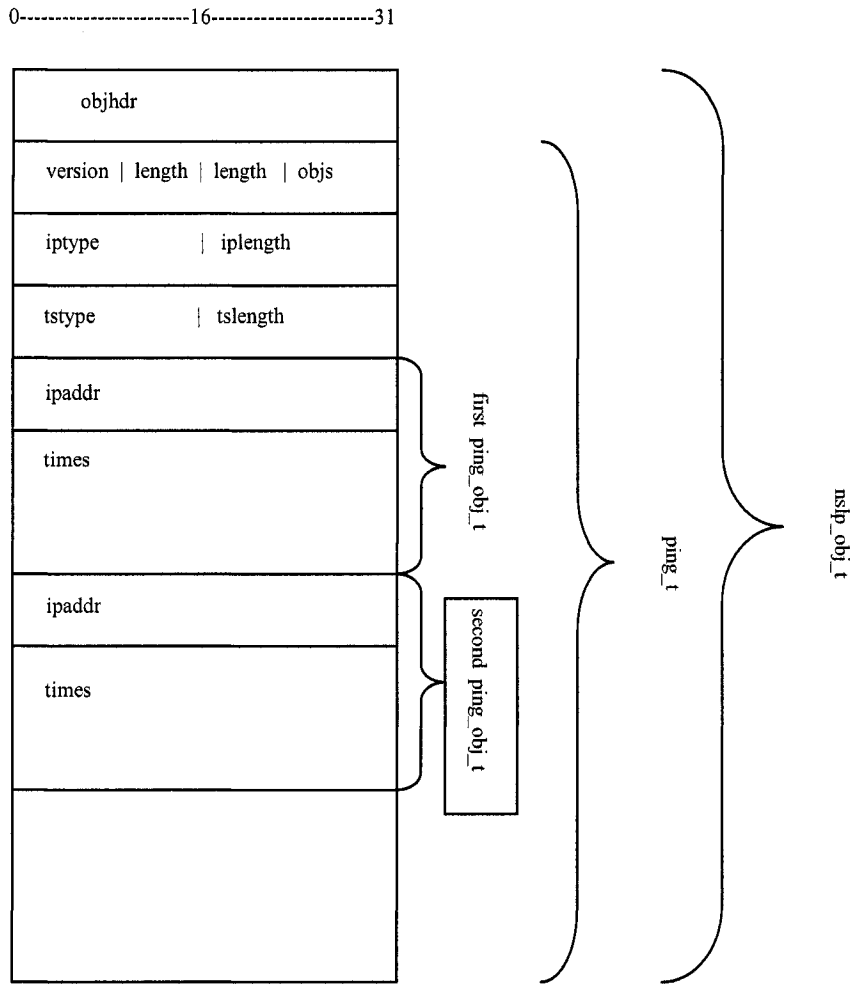 0------------------------16-----------------------31
objhdr
version | length | length | objs
iptype | iplength
tstype | tslength
ipaddr
times
first ping_obj_t
ipaddr
times
second ping_obj_t
ping_t
nslp_obj_t